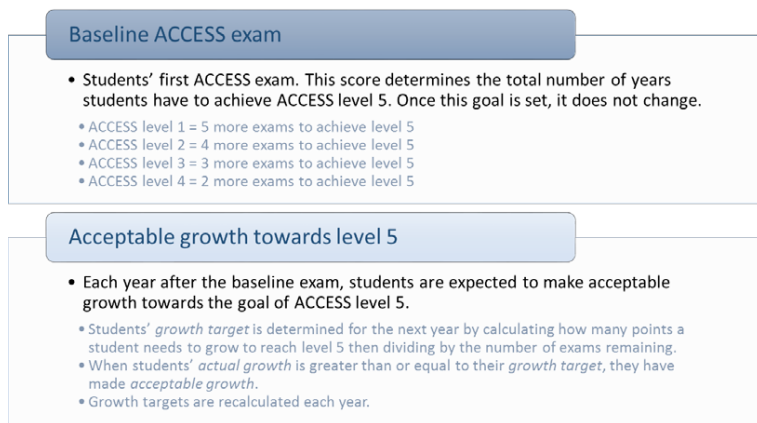 Baseline ACCESS exam
• Students' first ACCESS exam. This score determines the total number of years
students have to achieve ACCESS level 5. Once this goal is set, it does not change.
• ACCESS level 1 = 5 more exams to achieve level 5
• ACCESS level 2 = 4 more exams to achieve level 5
• ACCESS level 3 = 3 more exams to achieve level 5
• ACCESS level 4 = 2 more exams to achieve level 5
Acceptable growth towards level 5
• Each year after the baseline exam, students are expected to make acceptable
growth towards the goal of ACCESS level 5.
• Students' growth target is determined for the next year by calculating how many points a
student needs to grow to reach level 5 then dividing by the number of exams remaining.
• When students' actual growth is greater than or equal to their growth target, they have
made acceptable growth.
• Growth targets are recalculated each year.